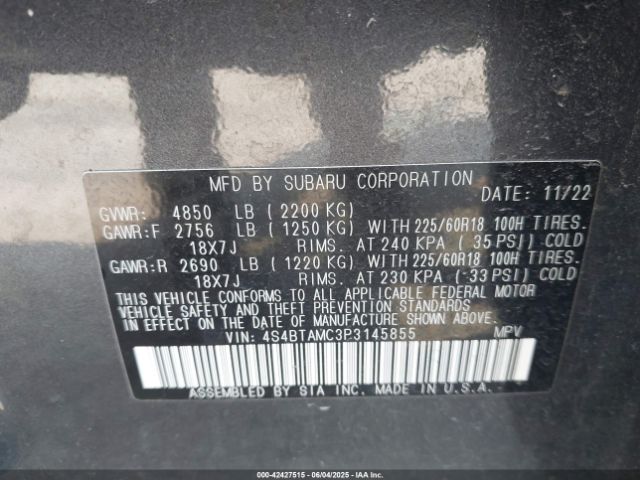 MFD BY SUBARU CORPORATION DATE: 11/22
GVWR: 4850 LB ( 2200 KG)
GAWR:F 2756 LB ( 1250 KG) WITH 225/60R18 100H TIRES.
18X7J RIMS. AT 240 KPA ( 35 PSI) COLD
GAWR:R 2690 LB ( 1220 KG) WITH 225/60R18 100H TIRES.
18X7J RIMS. AT 230 KPA ( 33 PSI) COLD
THIS VEHICLE CONFORMS TO ALL APPLICABLE FEDERAL MOTOR
VEHICLE SAFETY AND THEFT PREVENTION STANDARDS
IN EFFECT ON THE DATE OF MANUFACTURE SHOWN ABOVE.
VIN: 4S4BTAMC3P3145855 MPV
ASSEMBLED BY SIA INC. MADE IN U.S.A.
000-42427515 - 06/04/2025 - IAAI.COM